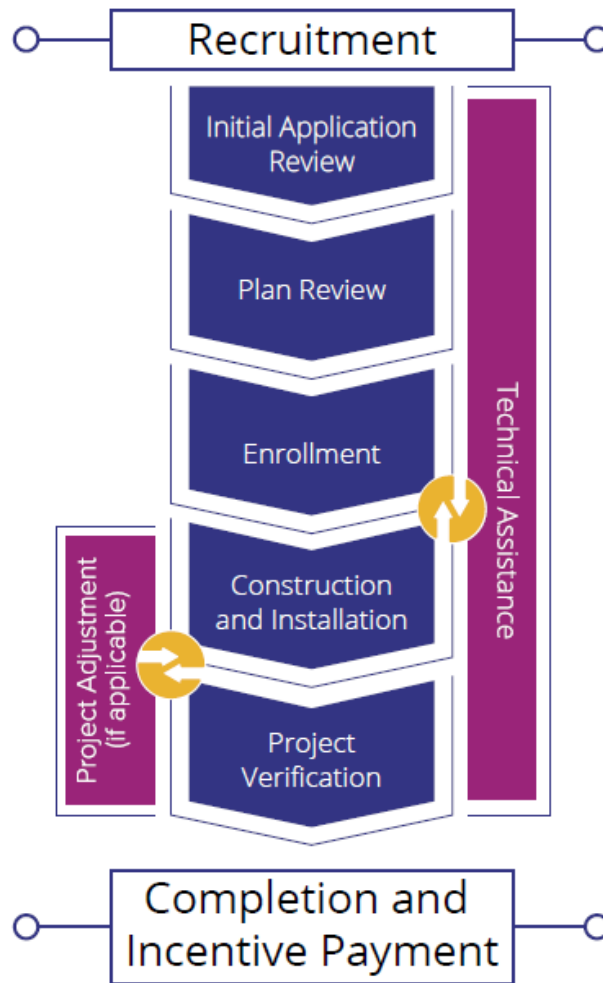 Recruitment
Initial Application
Review
Plan Review
Enrollment
Construction
and Installation
Project
Verification
Technical Assistance
Project Adjustment
(if applicable)
Completion and
Incentive Payment